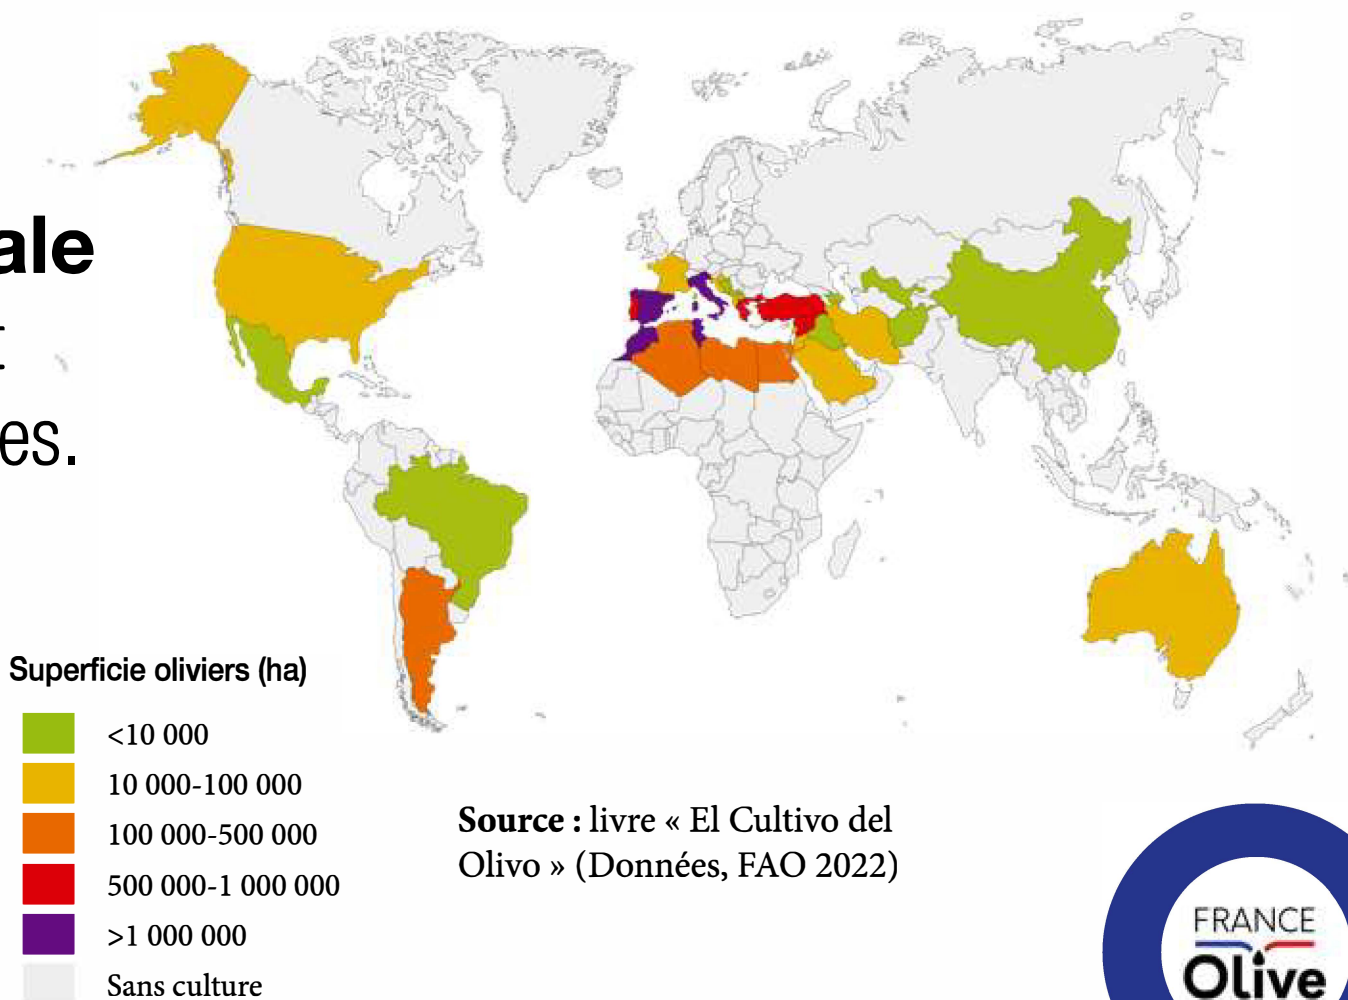 ale
t
es.
Superficie oliviers (ha)
<10 000
10 000-100 000
100 000-500 000
500 000-1 000 000
>1 000 000
Sans culture
Source : livre « El Cultivo del
Olivo » (Données, FAO 2022)
FRANCE
Olive